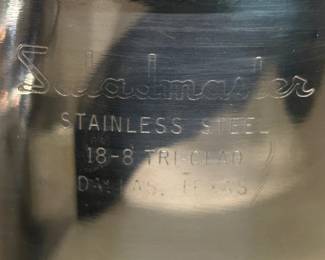 Saladmaster
STAINLESS STEEL
18-8 TRI-CLAD
DALLAS, TEXAS